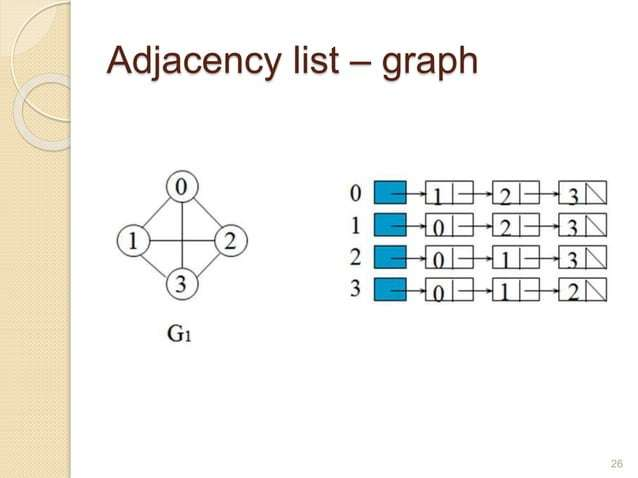 Adjacency list – graph
0
1 2
3
G1
0 1 2 3
1 0 2 3
2 0 1 3
3 0 1 2
26